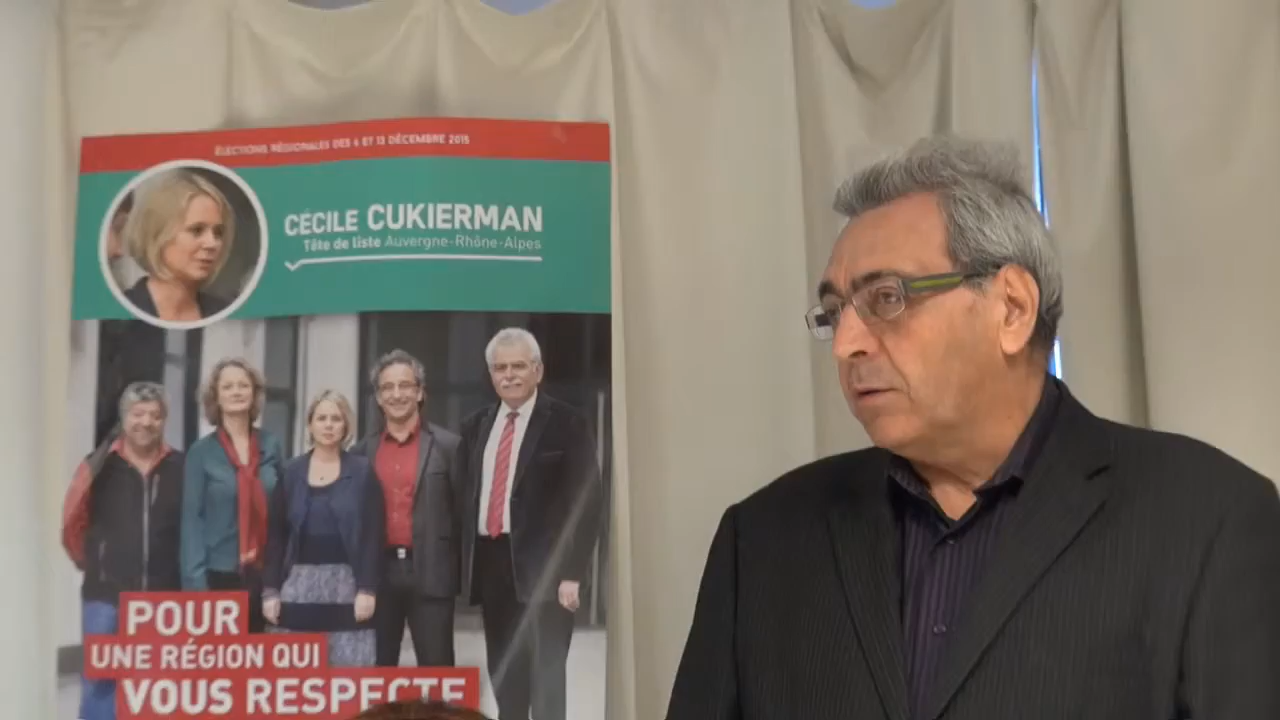 ÉLECTIONS RÉGIONALES DES 6 ET 13 DÉCEMBRE 2015
CÉCILE CUKIERMAN
Tête de liste Auvergne-Rhône-Alpes
POUR
UNE RÉGION QUI
VOUS RESPECTE